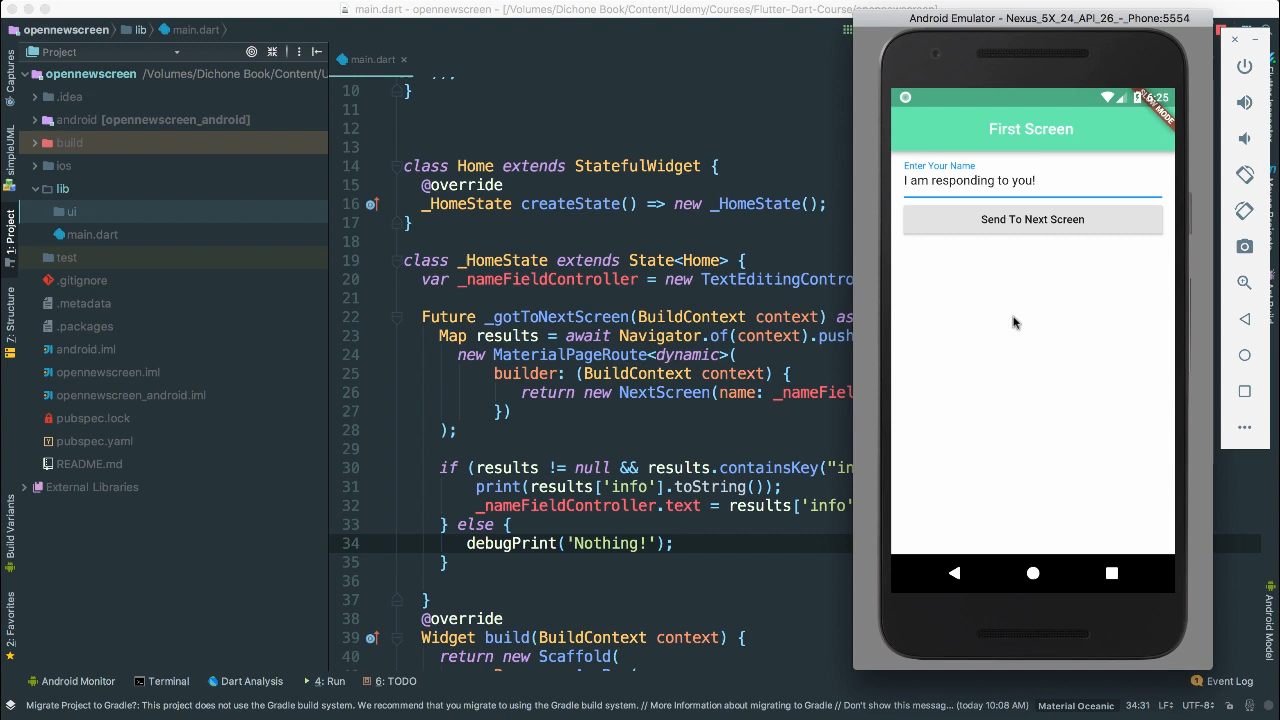 main.dart - opennewscreen - [/Volumes/Dichone Book/Content/Udemy/Courses/Flutter-Dart-Course/opennewscreen
opennewscreen
lib
main.dart
Project
opennewscreen /Volumes/Dichone Book/Content/U
.idea
android [opennewscreen_android]
build
ios
lib
ui
main.dart
test
.gitignore
.metadata
.packages
android.iml
opennewscreen.iml
opennewscreen_android.iml
pubspec.lock
pubspec.yaml
README.md
External Libraries
Captures
simpleUML
1: Project
7: Structure
Build Variants
2: Favorites
main.dart ×
10 }
11
12
13
14 class Home extends StatefulWidget {
15 @override
16 _HomeState createState() => new _HomeState();
17 }
18
19 class _HomeState extends State<Home> {
20 var _nameFieldController = new TextEditingContro
21
22 Future _gotToNextScreen(BuildContext context) as
23 Map results = await Navigator.of(context).push
24 new MaterialPageRoute<dynamic>(
25 builder: (BuildContext context) {
26 return new NextScreen(name: _nameFiel
27 })
28 );
29
30 if (results != null && results.containsKey("in
31 print(results['info'].toString());
32 _nameFieldController.text = results['info'
33 } else {
34 debugPrint('Nothing!');
35 }
36
37 }
38 @override
39 Widget build(BuildContext context) {
40 return new Scaffold(
Android Emulator - Nexus_5X_24_API_26_-_Phone:5554
6:25
SLOW MODE
First Screen
Enter Your Name
I am responding to you!
Send To Next Screen
Android Model
Android Monitor
Terminal
Dart Analysis
4: Run
6: TODO
1 Event Log
Migrate Project to Gradle?: This project does not use the Gradle build system. We recommend that you migrate to using the Gradle build system. // More Information about migrating to Gradle // Don't show this messag... (today 10:08 AM)
Material Oceanic
34:31
LF
UTF-8